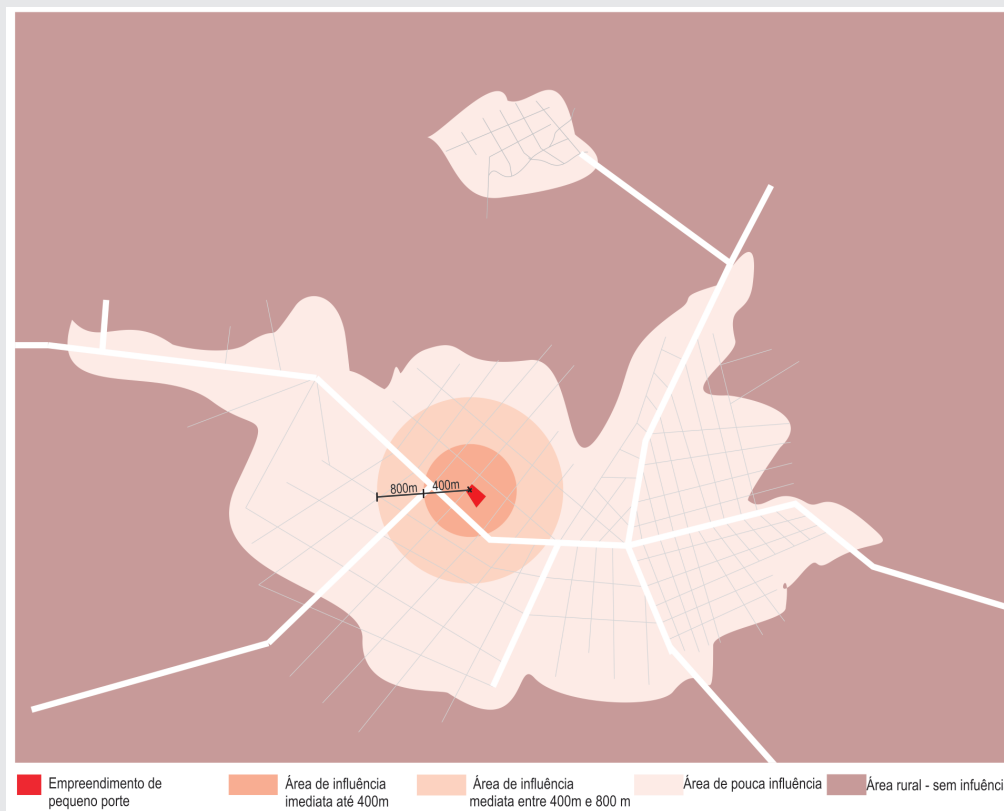 800m
400m
Empreendimento de
pequeno porte
Área de influência
imediata até 400m
Área de influência
mediata entre 400m e 800 m
Área de pouca influência
Área rural - sem infuênci